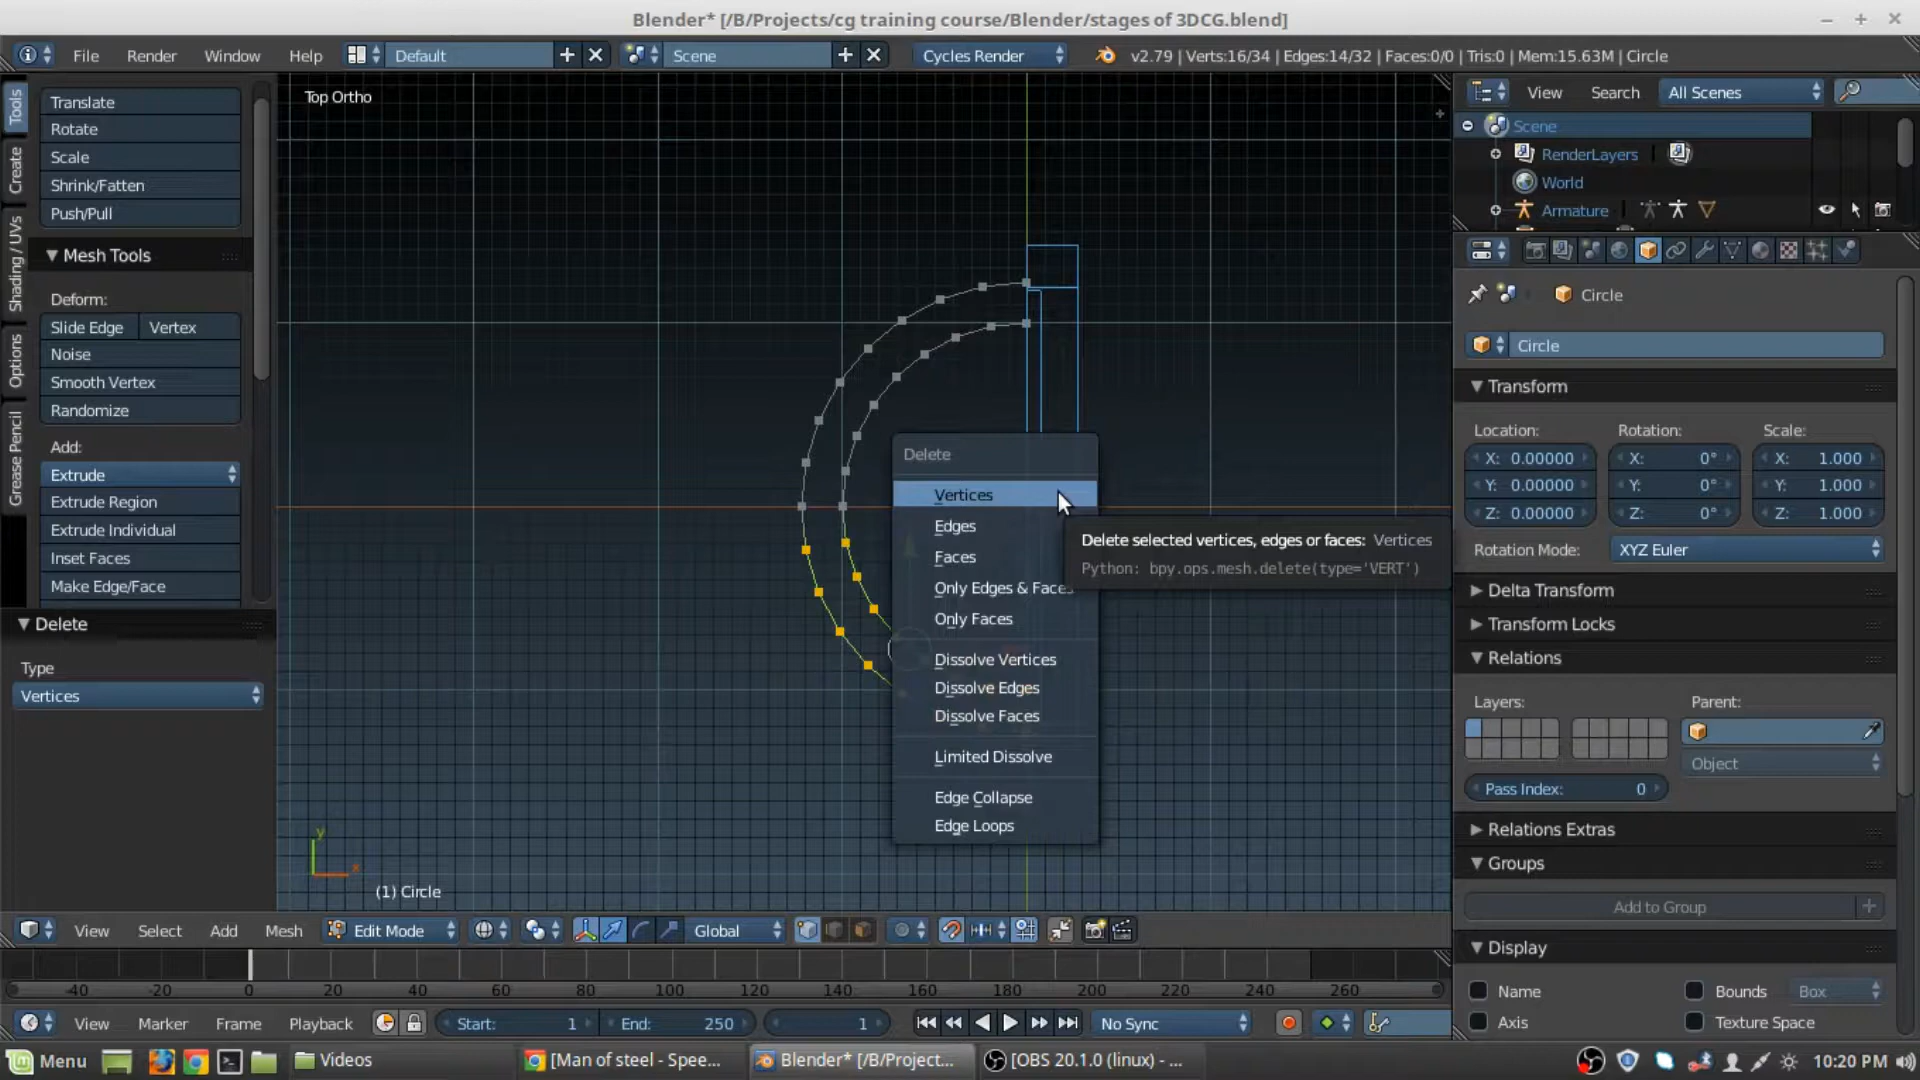 Blender* [/B/Projects/cg training course/Blender/stages of 3DCG.blend]
File Render Window Help Default Scene Cycles Render v2.79 | Verts:16/34 | Edges:14/32 | Faces:0/0 | Tris:0 | Mem:15.63M | Circle
Tools
Create
Shading / UVs
Options
Grease Pencil
Translate
Rotate
Scale
Shrink/Fatten
Push/Pull
Mesh Tools
Deform:
Slide Edge Vertex
Noise
Smooth Vertex
Randomize
Add:
Extrude
Extrude Region
Extrude Individual
Inset Faces
Make Edge/Face
Delete
Type
Vertices
Top Ortho
Delete
Vertices
Edges
Faces
Only Edges & Faces
Only Faces
Dissolve Vertices
Dissolve Edges
Dissolve Faces
Limited Dissolve
Edge Collapse
Edge Loops
Delete selected vertices, edges or faces: Vertices
Python: bpy.ops.mesh.delete(type='VERT')
y
x
(1) Circle
View Search All Scenes
Scene
RenderLayers
World
Armature
Circle
Circle
Transform
Location: Rotation: Scale:
X: 0.00000 X: 0° X: 1.000
Y: 0.00000 Y: 0° Y: 1.000
Z: 0.00000 Z: 0° Z: 1.000
Rotation Mode: XYZ Euler
Delta Transform
Transform Locks
Relations
Layers: Parent:
Object
Pass Index: 0
Relations Extras
Groups
Add to Group
Display
Name Bounds Box
Axis Texture Space
View Select Add Mesh Edit Mode Global
-40 -20 0 20 40 60 80 100 120 140 160 180 200 220 240 260
View Marker Frame Playback Start: 1 End: 250 1 No Sync
Menu Videos [Man of steel - Spee... Blender* [/B/Project... [OBS 20.1.0 (linux) - ... 10:20 PM